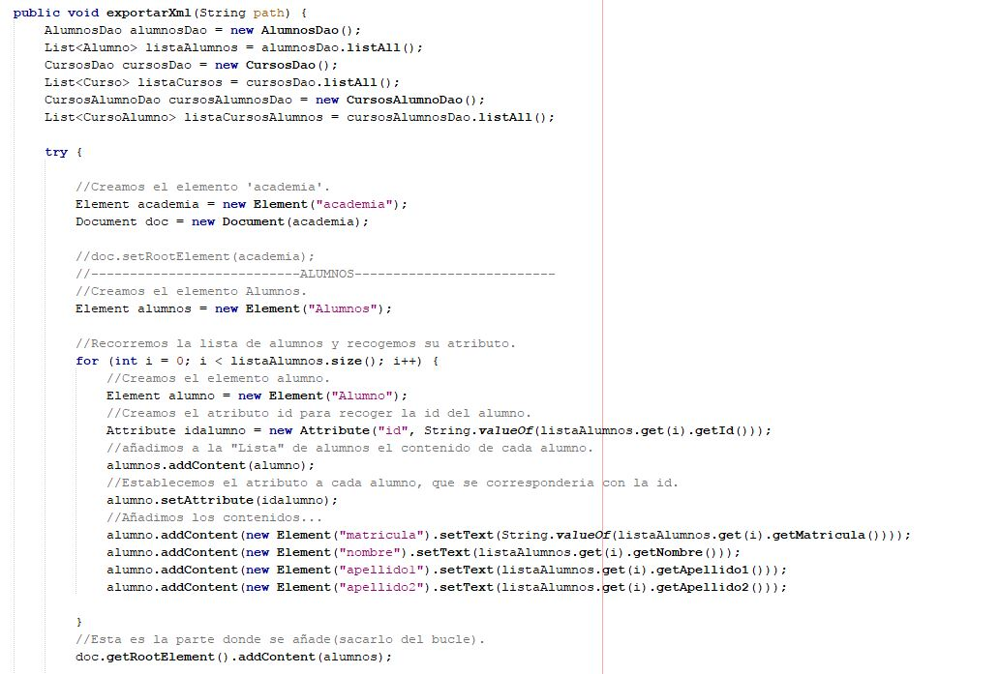 public void exportarXml(String path) {
AlumnosDao alumnosDao = new AlumnosDao();
List<Alumno> listaAlumnos = alumnosDao.listAll();
CursosDao cursosDao = new CursosDao();
List<Curso> listaCursos = cursosDao.listAll();
CursosAlumnoDao cursosAlumnosDao = new CursosAlumnoDao();
List<CursoAlumno> listaCursosAlumnos = cursosAlumnosDao.listAll();
try {
//Creamos el elemento 'academia'.
Element academia = new Element("academia");
Document doc = new Document(academia);
//doc.setRootElement(academia);
//---------------------------ALUMNOS--------------------------
//Creamos el elemento Alumnos.
Element alumnos = new Element("Alumnos");
//Recorremos la lista de alumnos y recogemos su atributo.
for (int i = 0; i < listaAlumnos.size(); i++) {
//Creamos el elemento alumno.
Element alumno = new Element("Alumno");
//Creamos el atributo id para recoger la id del alumno.
Attribute idalumno = new Attribute("id", String.valueOf(listaAlumnos.get(i).getId()));
//añadimos a la "Lista" de alumnos el contenido de cada alumno.
alumnos.addContent(alumno);
//Establecemos el atributo a cada alumno, que se corresponderia con la id.
alumno.setAttribute(idalumno);
//Añadimos los contenidos...
alumno.addContent(new Element("matricula").setText(String.valueOf(listaAlumnos.get(i).getMatricula())));
alumno.addContent(new Element("nombre").setText(listaAlumnos.get(i).getNombre()));
alumno.addContent(new Element("apellido1").setText(listaAlumnos.get(i).getApellido1()));
alumno.addContent(new Element("apellido2").setText(listaAlumnos.get(i).getApellido2()));
}
//Esta es la parte donde se añade(sacarlo del bucle).
doc.getRootElement().addContent(alumnos);